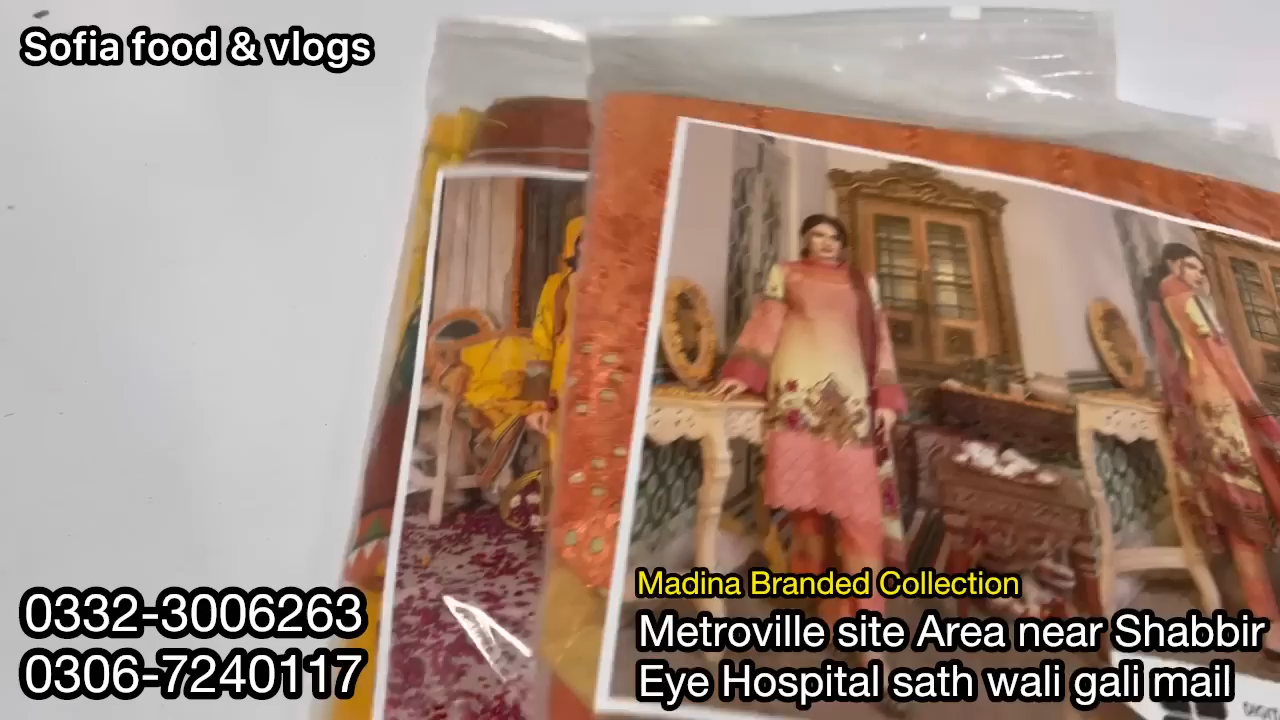 Sofia food & vlogs
0332-3006263
0306-7240117
Madina Branded Collection
Metroville site Area near Shabbir
Eye Hospital sath wali gali mail